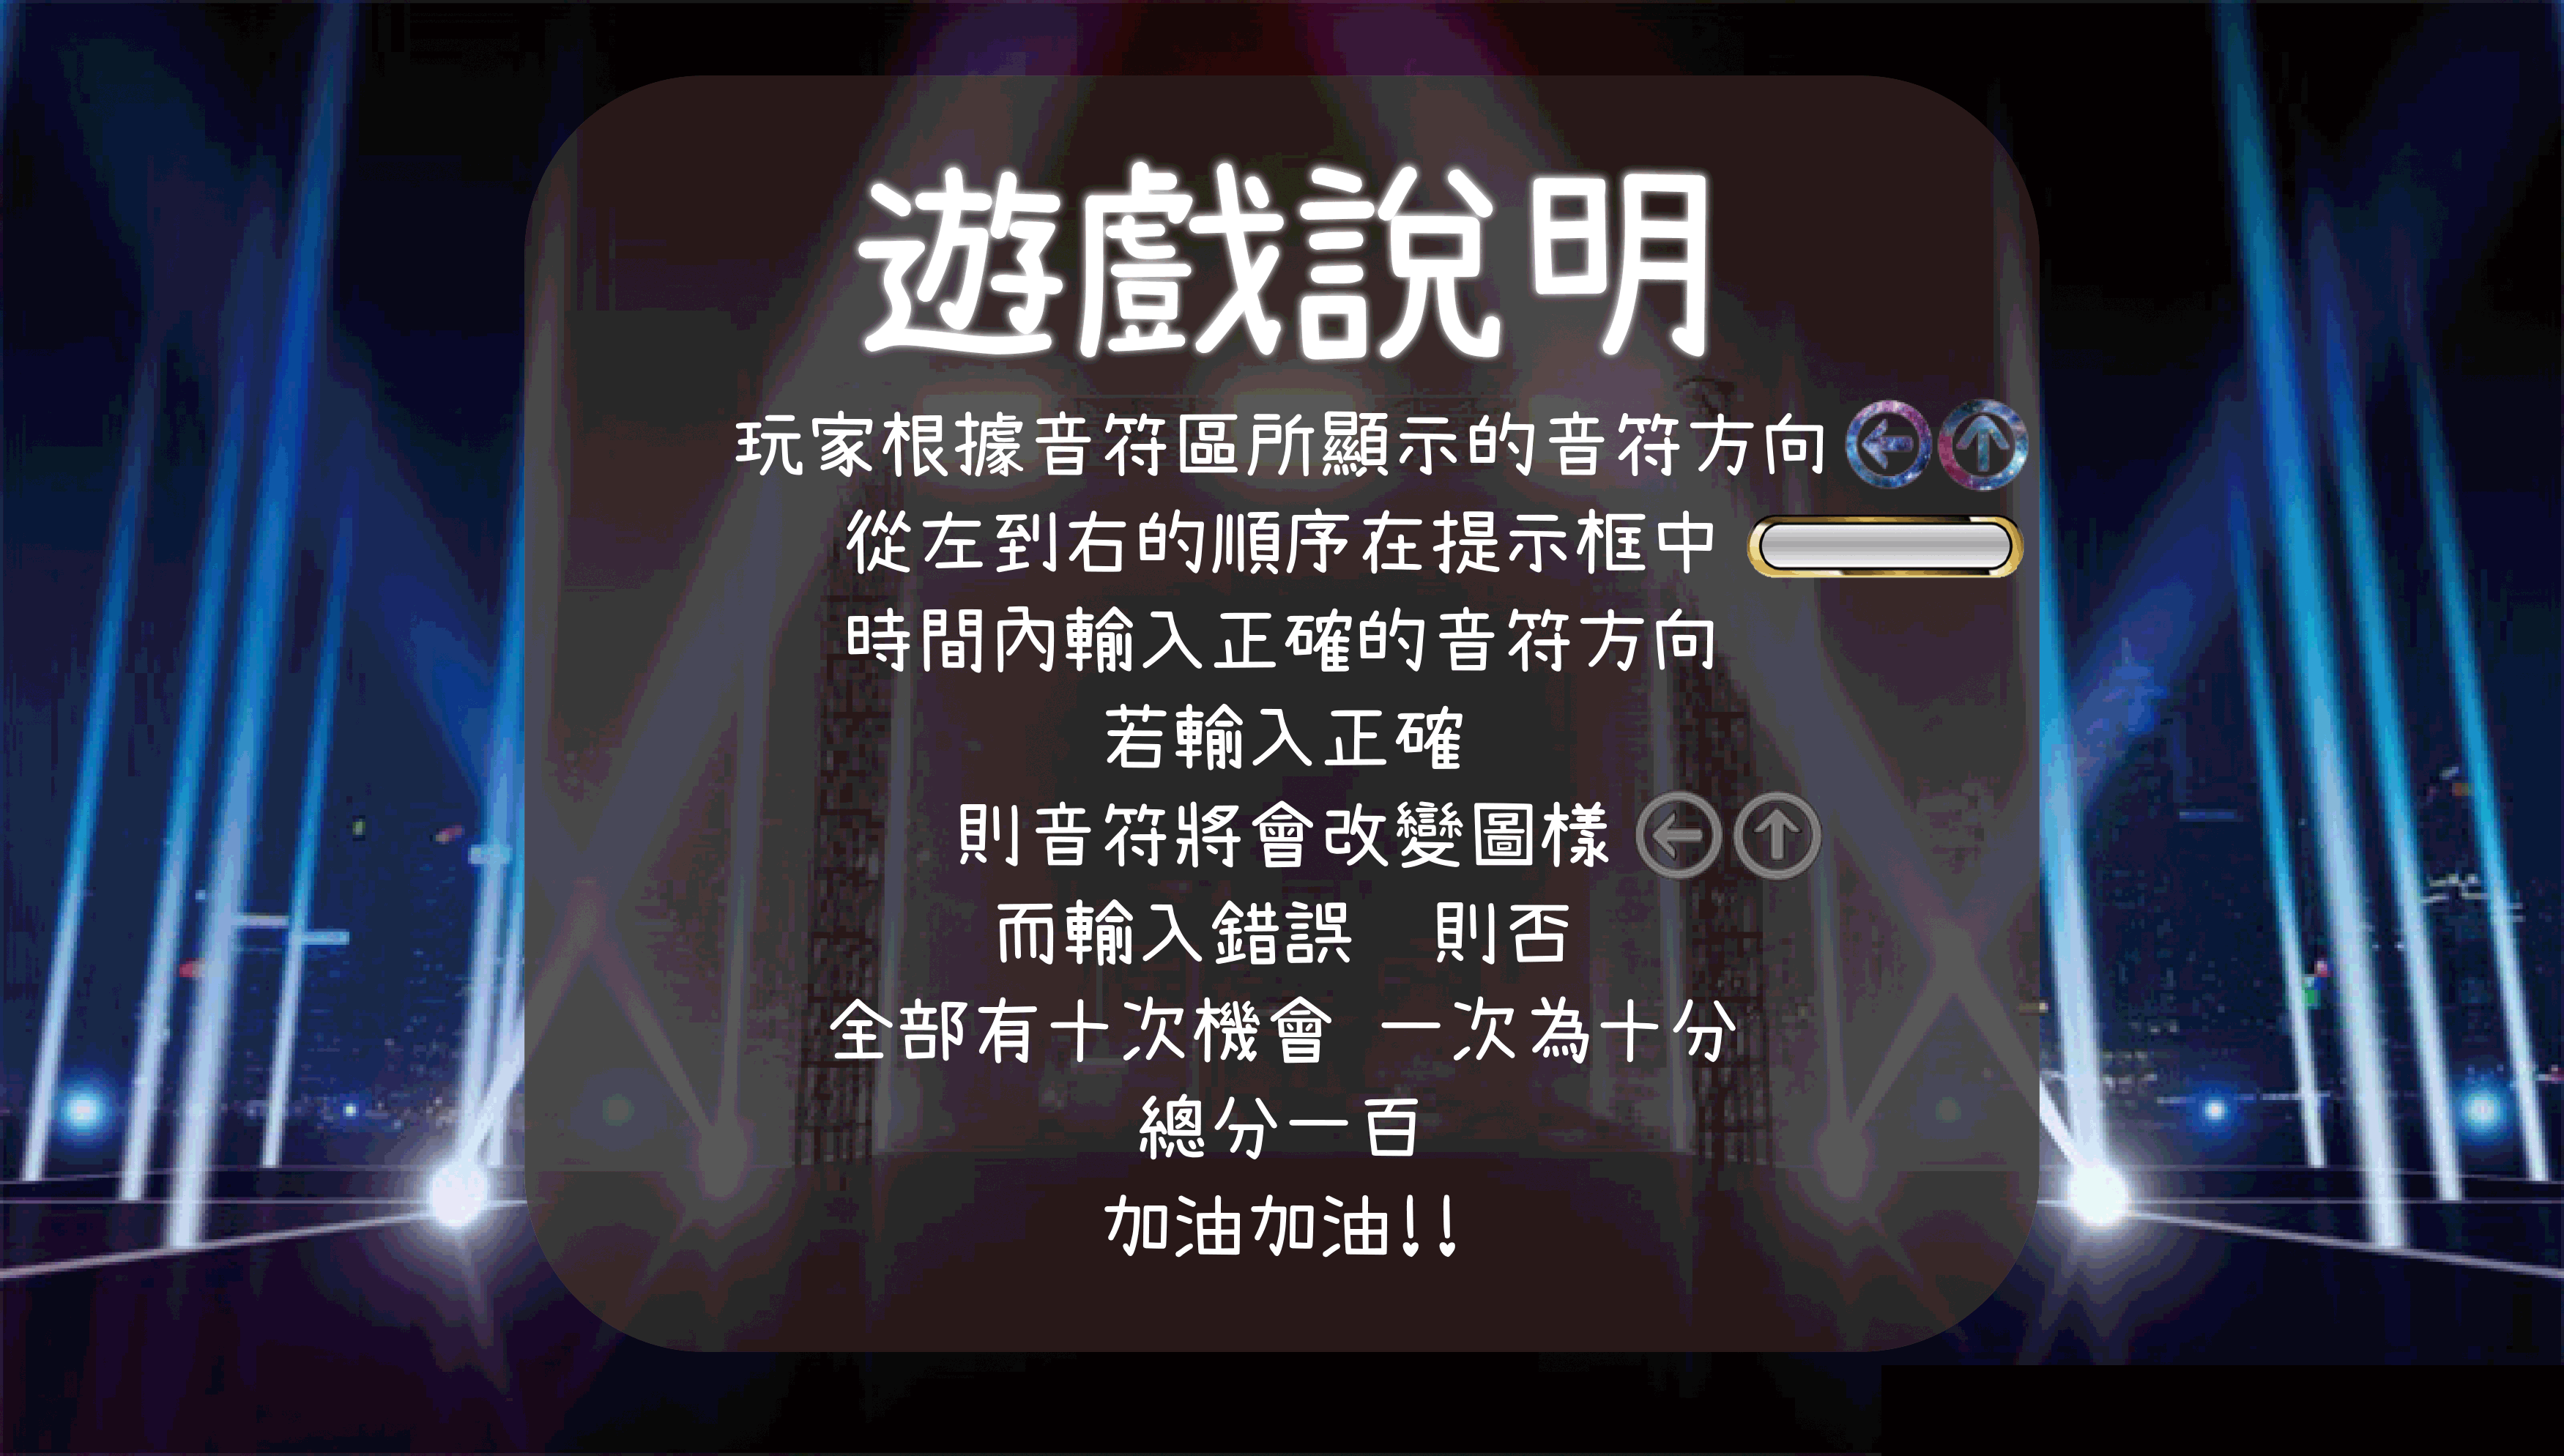 遊戲說明
玩家根據音符區所顯示的音符方向
從左到右的順序在提示框中
時間內輸入正確的音符方向
若輸入正確
則音符將會改變圖樣
而輸入錯誤　則否
全部有十次機會 一次為十分
總分一百
加油加油!!